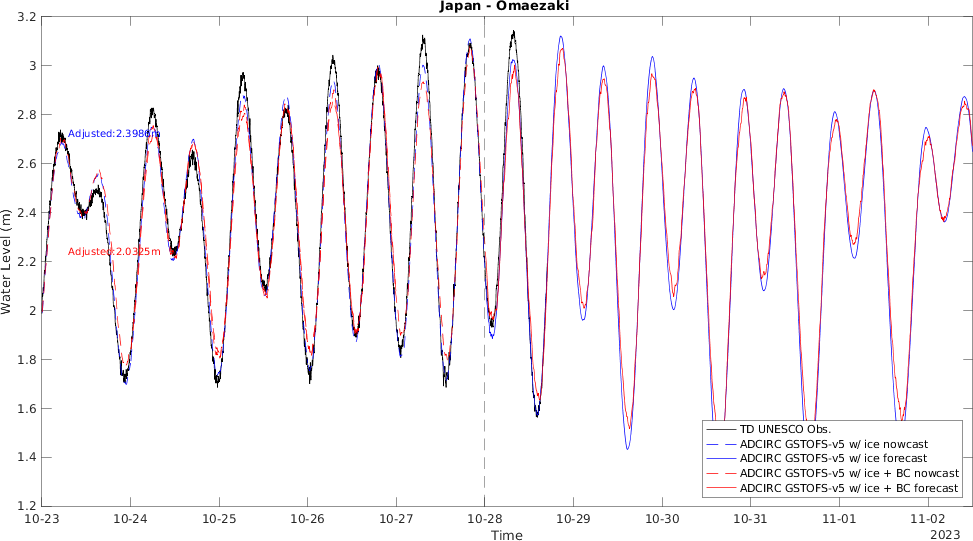 Japan - Omaezaki
3.2
3
2.8
2.6
2.4
2.2
2
1.8
1.6
1.4
1.2
Water Level (m)
Adjusted:2.3986m
Adjusted:2.0325m
TD UNESCO Obs.
ADCIRC GSTOFS-v5 w/ ice nowcast
ADCIRC GSTOFS-v5 w/ ice forecast
ADCIRC GSTOFS-v5 w/ ice + BC nowcast
ADCIRC GSTOFS-v5 w/ ice + BC forecast
10-23 10-24 10-25 10-26 10-27 10-28 10-29 10-30 10-31 11-01 11-02
Time
2023